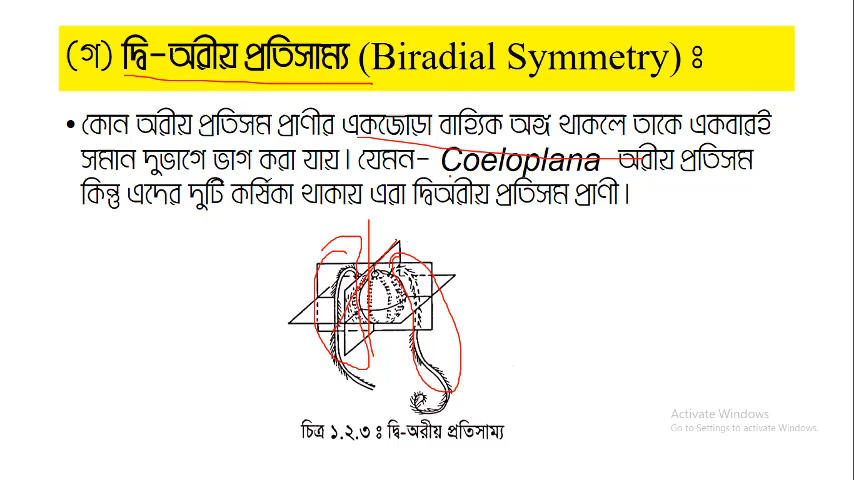 (গ) দ্বি-অরীয় প্রতিসাম্য (Biradial Symmetry) ঃ
• কোন অরীয় প্রতিসম প্রাণীর একজোড়া বাহ্যিক অঙ্গ থাকলে তাকে একবারই
সমান দুভাগে ভাগ করা যায়। যেমন- Coeloplana অরীয় প্রতিসম
কিন্তু এদের দুটি কর্ষিকা থাকায় এরা দ্বিঅরীয় প্রতিসম প্রাণী।
চিত্র ১.২.৩ ঃ দ্বি-অরীয় প্রতিসাম্য
Activate Windows
Go to Settings to activate Windows.